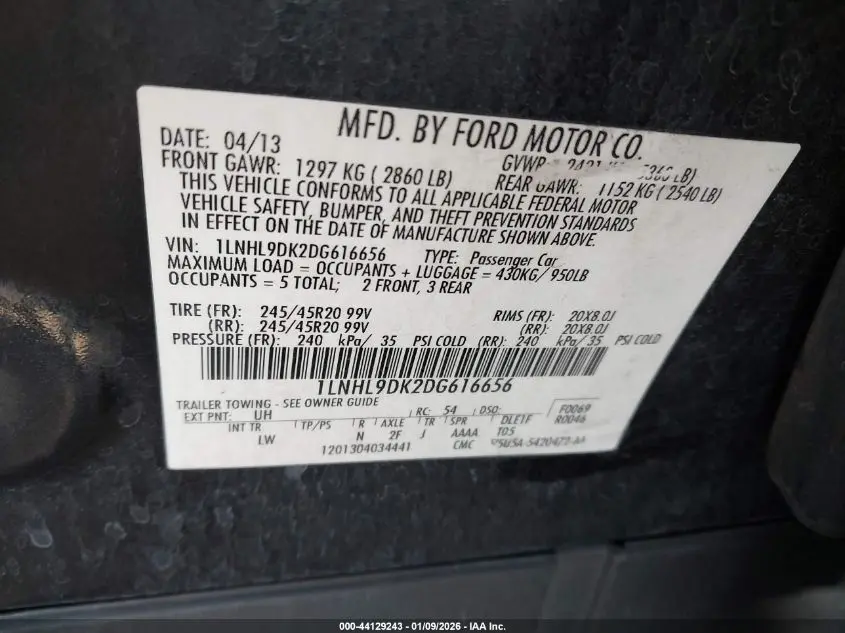 MFD. BY FORD MOTOR CO.
DATE: 04/13
GVWR:
FRONT GAWR: 1297 KG ( 2860 LB)
REAR GAWR: 1152 KG ( 2540 LB)
THIS VEHICLE CONFORMS TO ALL APPLICABLE FEDERAL MOTOR
VEHICLE SAFETY, BUMPER, AND THEFT PREVENTION STANDARDS
IN EFFECT ON THE DATE OF MANUFACTURE SHOWN ABOVE.
VIN: 1LNHL9DK2DG616656 TYPE: Passenger Car
MAXIMUM LOAD = OCCUPANTS + LUGGAGE = 430KG/ 950LB
OCCUPANTS = 5 TOTAL; 2 FRONT, 3 REAR
TIRE (FR): 245/45R20 99V RIMS (FR): 20X8.0J
(RR): 245/45R20 99V (RR): 20X8.0J
PRESSURE (FR): 240 kPa/ 35 PSI COLD (RR): 240 kPa/ 35 PSI COLD
1LNHL9DK2DG616656
TRAILER TOWING - SEE OWNER GUIDE
EXT PNT: UH RC: 54 DSO: F0069
R0046
INT TR TP/PS R AXLE TR SPR DLE1F
LW N 2F J AAAA T05
1201304034441 CMC
000-44129243 | 01/09/2026 - IAA Inc.